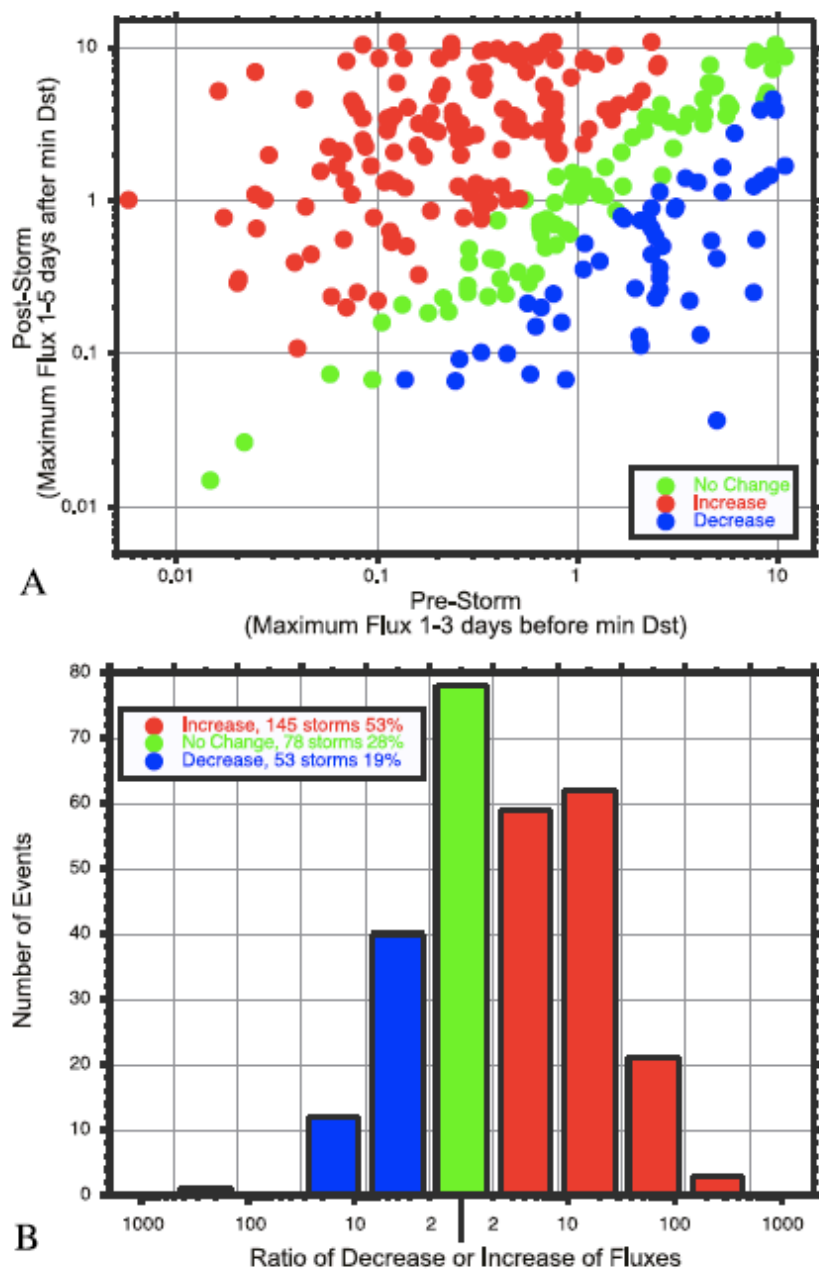 10
1
0.1
0.01
Post-Storm
(Maximum Flux 1-5 days after min Dst)
No Change
Increase
Decrease
0.01
0.1
1
10
A
Pre-Storm
(Maximum Flux 1-3 days before min Dst)
80
70
60
50
40
30
20
10
0
Number of Events
Increase, 145 storms 53%
No Change, 78 storms 28%
Decrease, 53 storms 19%
1000
100
10
2
2
10
100
1000
B
Ratio of Decrease or Increase of Fluxes